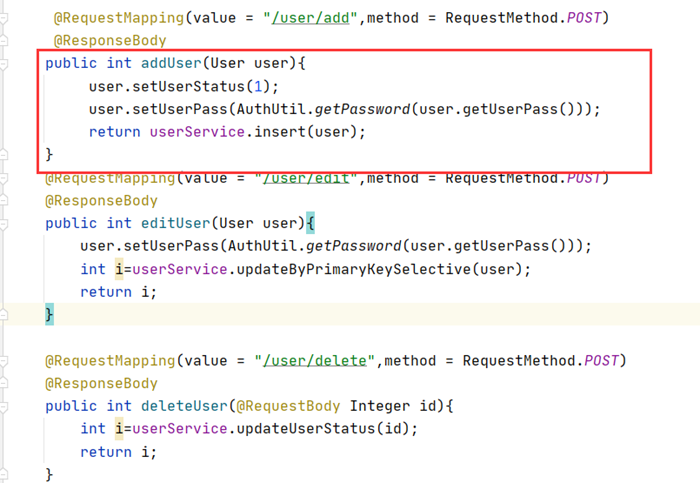 @RequestMapping(value = "/user/add",method = RequestMethod.POST)
@ResponseBody
public int addUser(User user){
user.setUserStatus(1);
user.setUserPass(AuthUtil.getPassword(user.getUserPass()));
return userService.insert(user);
}
@RequestMapping(value = "/user/edit",method = RequestMethod.POST)
@ResponseBody
public int editUser(User user){
user.setUserPass(AuthUtil.getPassword(user.getUserPass()));
int i=userService.updateByPrimaryKeySelective(user);
return i;
}
@RequestMapping(value = "/user/delete",method = RequestMethod.POST)
@ResponseBody
public int deleteUser(@RequestBody Integer id){
int i=userService.updateUserStatus(id);
return i;
}